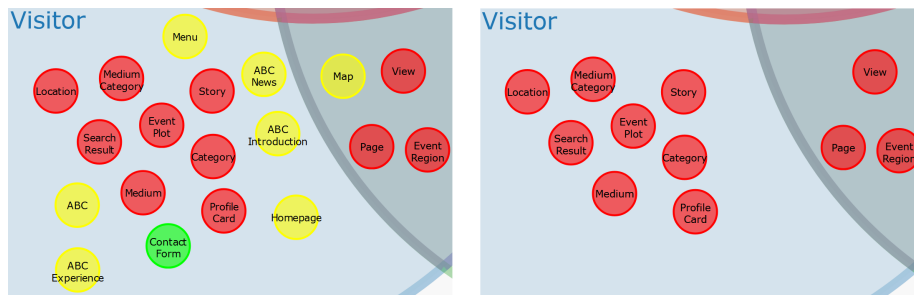 Visitor
Menu
ABC
News
Map
View
Location
Medium
Category
Story
Event
Plot
Search
Result
ABC
Introduction
Category
Page
Event
Region
Medium
ABC
Profile
Card
Homepage
Contact
Form
ABC
Experience
Visitor
View
Location
Medium
Category
Story
Event
Plot
Search
Result
Category
Page
Event
Region
Medium
Profile
Card